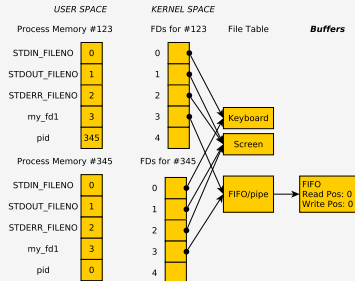 USER SPACE
KERNEL SPACE
Process Memory #123
FDs for #123
File Table
Buffers
STDIN_FILENO 0
STDOUT_FILENO 1
STDERR_FILENO 2
my_fd1 3
pid 345
0
1
2
3
4
Keyboard
Screen
FIFO/pipe
FIFO
Read Pos: 0
Write Pos: 0
Process Memory #345
FDs for #345
STDIN_FILENO 0
STDOUT_FILENO 1
STDERR_FILENO 2
my_fd1 3
pid 0
0
1
2
3
4